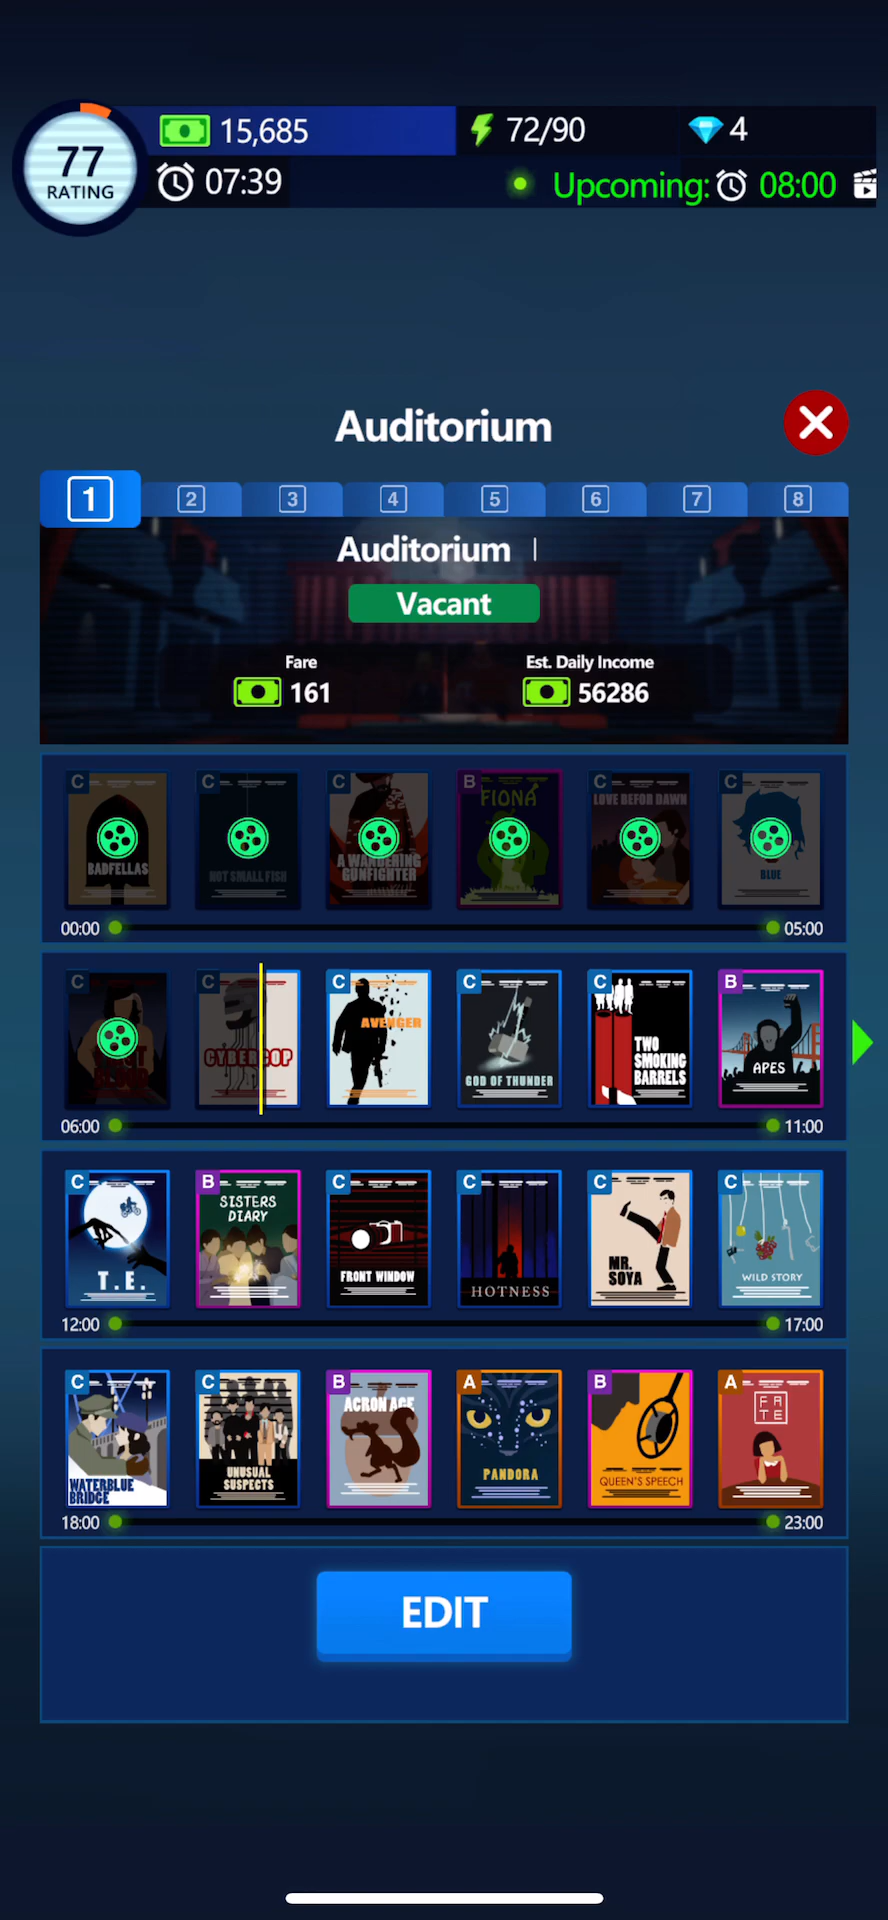 77
RATING
15,685
72/90
4
07:39
Upcoming: 08:00
Auditorium
1 2 3 4 5 6 7 8
Auditorium I
Vacant
Fare
161
Est. Daily Income
56286
C C C B C C
BADFELLAS
NOT SMALL FISH
A WANDERING
GUNFIGHTER
FIONA
LOVE BEFOR DAWN
BLUE
00:00 05:00
C C C C C B
CYBERCOP
AVENGER
GOD OF THUNDER
TWO
SMOKING
BARRELS
APES
06:00 11:00
C B C C C C
T.E.
SISTERS
DIARY
FRONT WINDOW
HOTNESS
MR.
SOYA
WILD STORY
12:00 17:00
C C B A B A
WATERBLUE
BRIDGE
UNUSUAL
SUSPECTS
ACRON AGE
PANDORA
QUEEN'S SPEECH
FA
TE
18:00 23:00
EDIT